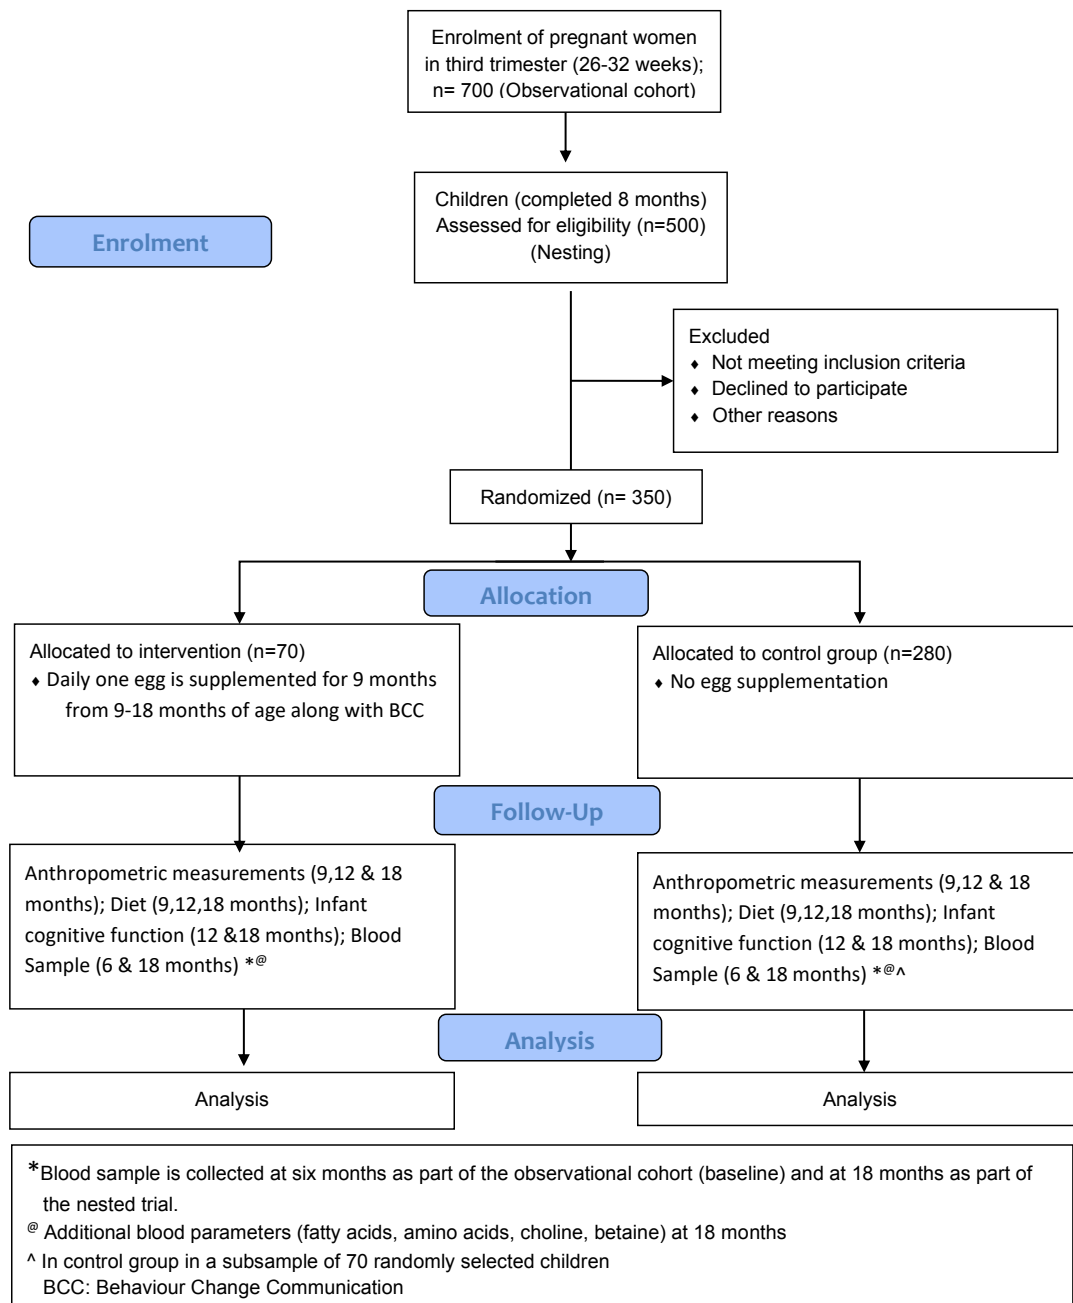 Enrolment of pregnant women
in third trimester (26-32 weeks);
n= 700 (Observational cohort)
Children (completed 8 months)
Assessed for eligibility (n=500)
(Nesting)
Enrolment
Excluded
♦ Not meeting inclusion criteria
♦ Declined to participate
♦ Other reasons
Randomized (n= 350)
Allocation
Allocated to intervention (n=70)
♦ Daily one egg is supplemented for 9 months
from 9-18 months of age along with BCC
Allocated to control group (n=280)
♦ No egg supplementation
Follow-Up
Anthropometric measurements (9,12 & 18
months); Diet (9,12,18 months); Infant
cognitive function (12 &18 months); Blood
Sample (6 & 18 months) *@
Anthropometric measurements (9,12 & 18
months); Diet (9,12,18 months); Infant
cognitive function (12 & 18 months); Blood
Sample (6 & 18 months) *@^
Analysis
Analysis
Analysis
*Blood sample is collected at six months as part of the observational cohort (baseline) and at 18 months as part of
the nested trial.
@ Additional blood parameters (fatty acids, amino acids, choline, betaine) at 18 months
^ In control group in a subsample of 70 randomly selected children
BCC: Behaviour Change Communication